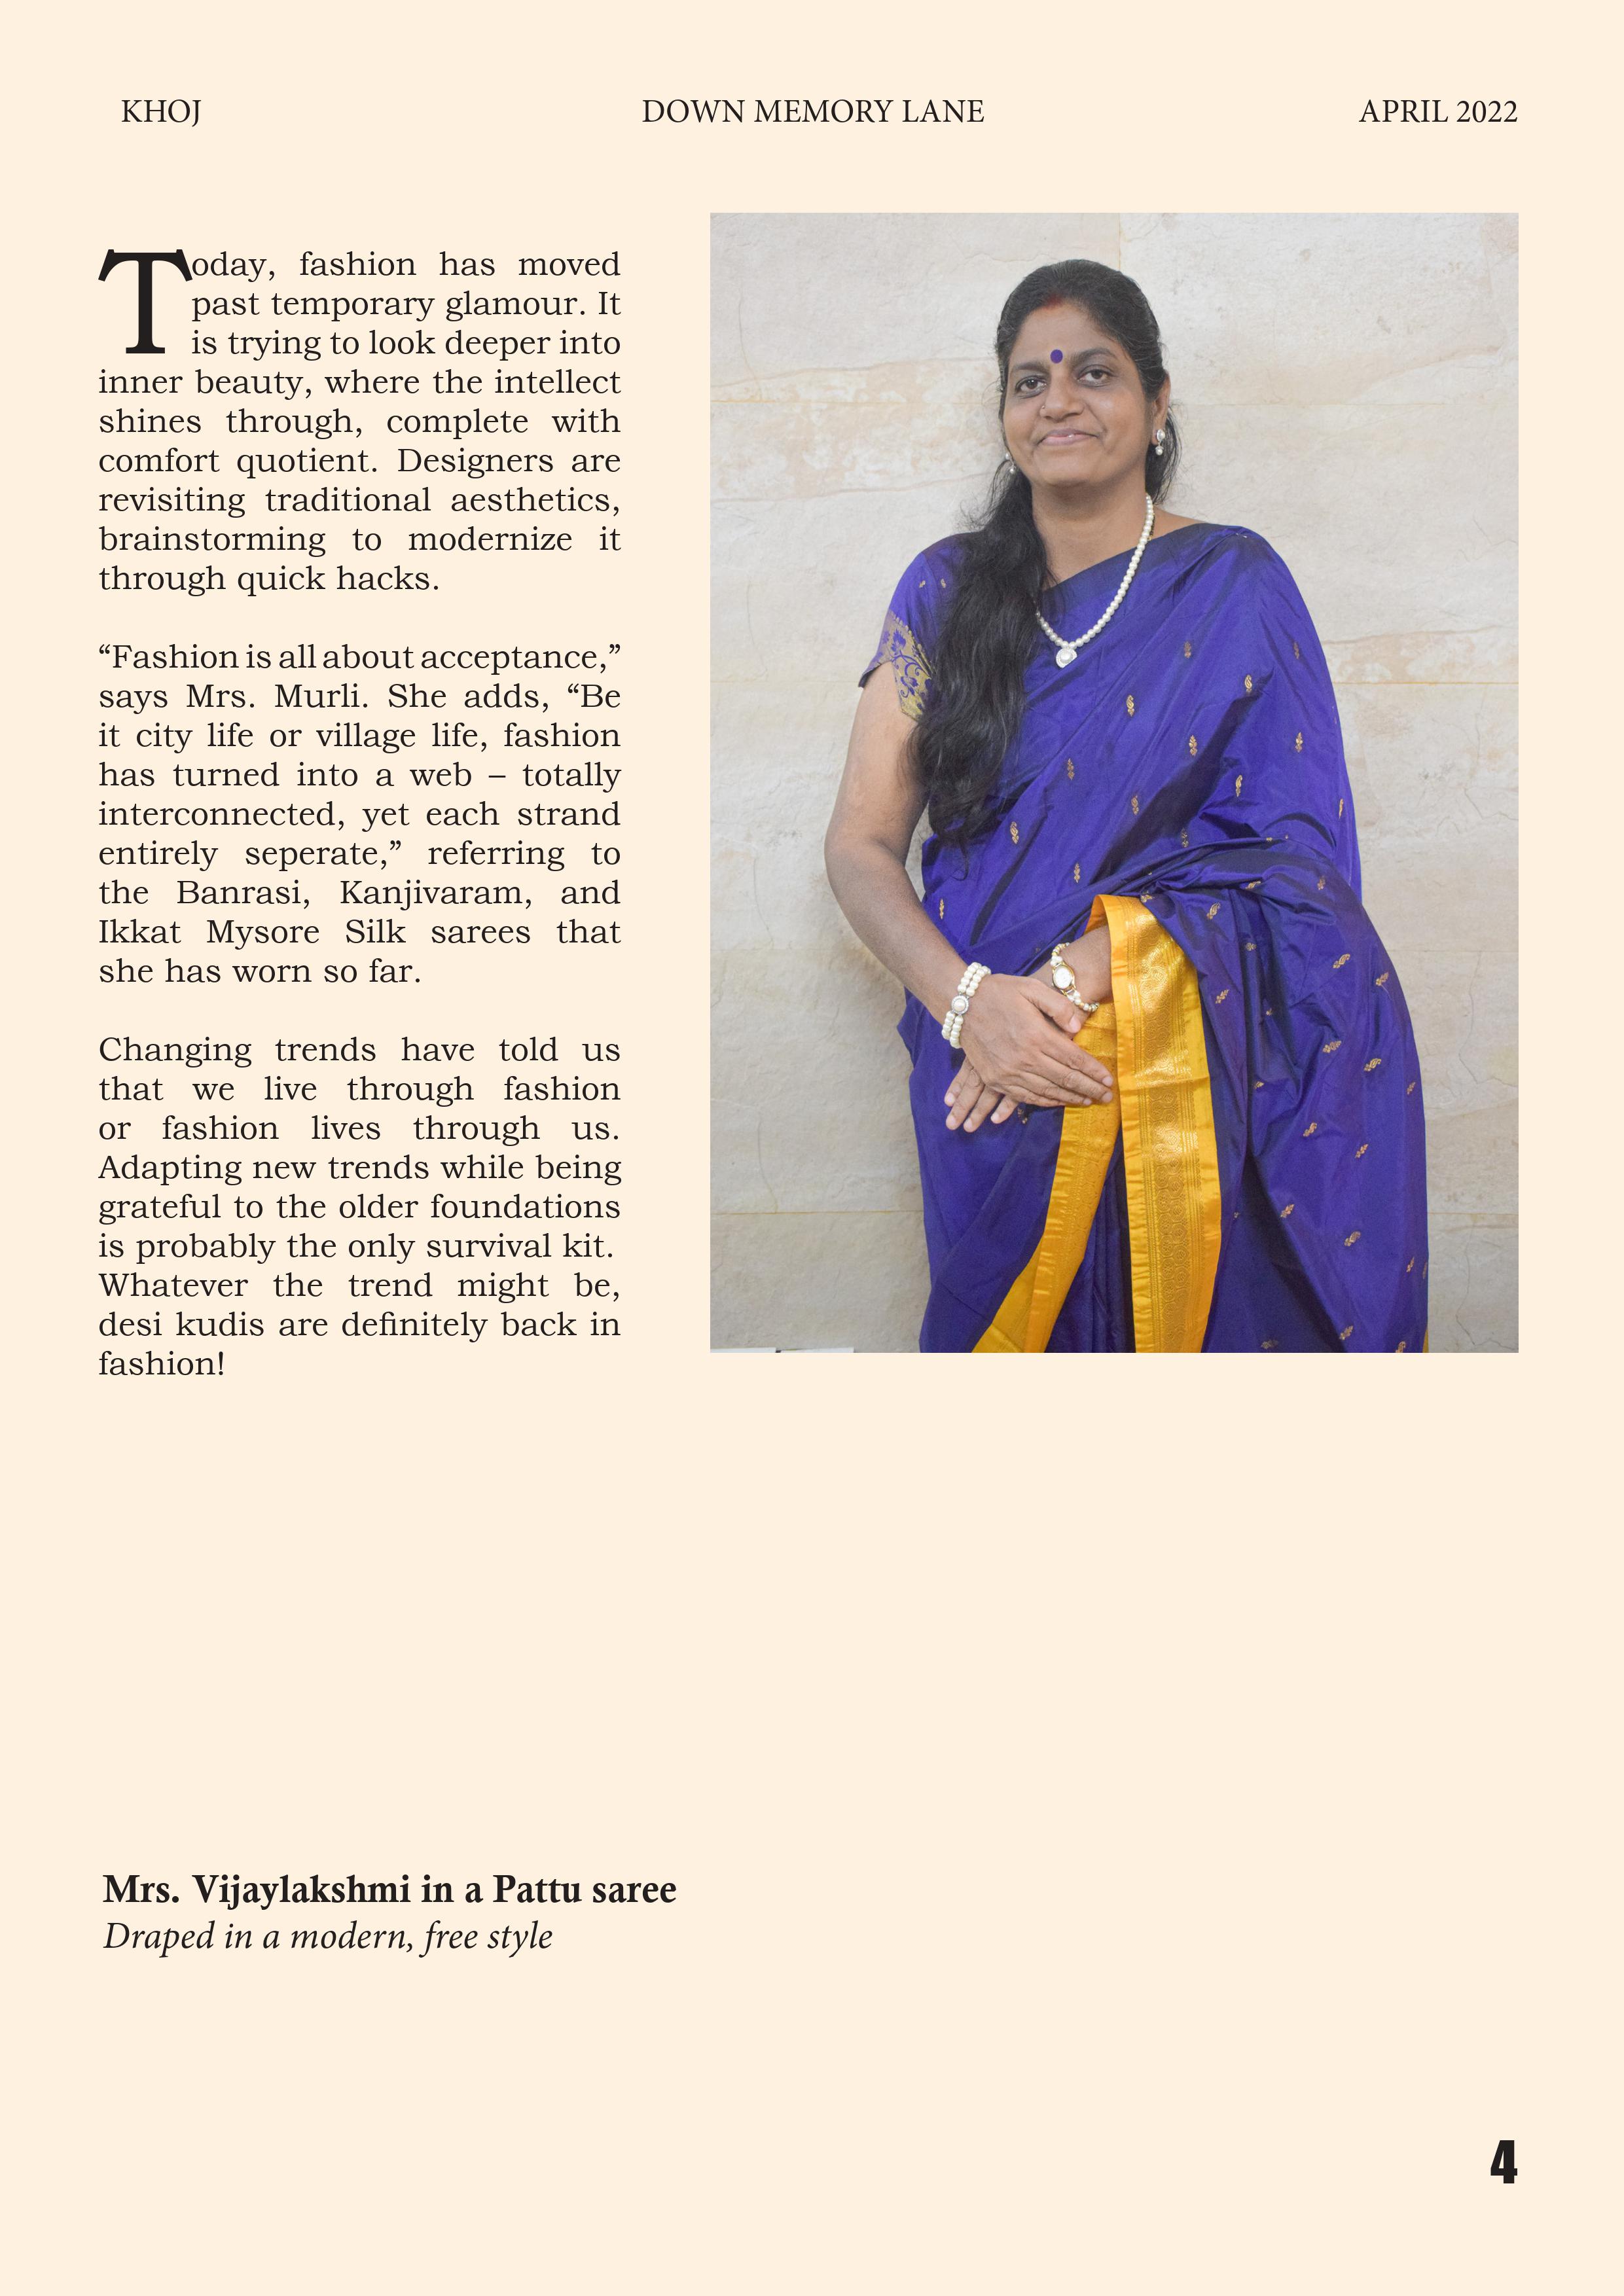 KHOJ
DOWN MEMORY LANE
APRIL 2022
Today, fashion has moved
past temporary glamour. It
is trying to look deeper into
inner beauty, where the intellect
shines through, complete with
comfort quotient. Designers are
revisiting traditional aesthetics,
brainstorming to modernize it
through quick hacks.
“Fashion is all about acceptance,”
says Mrs. Murli. She adds, “Be
it city life or village life, fashion
has turned into a web – totally
interconnected, yet each strand
entirely seperate,” referring to
the Banrasi, Kanjivaram, and
Ikkat Mysore Silk sarees that
she has worn so far.
Changing trends have told us
that we live through fashion
or fashion lives through us.
Adapting new trends while being
grateful to the older foundations
is probably the only survival kit.
Whatever the trend might be,
desi kudis are definitely back in
fashion!
Mrs. Vijaylakshmi in a Pattu saree
Draped in a modern, free style
4